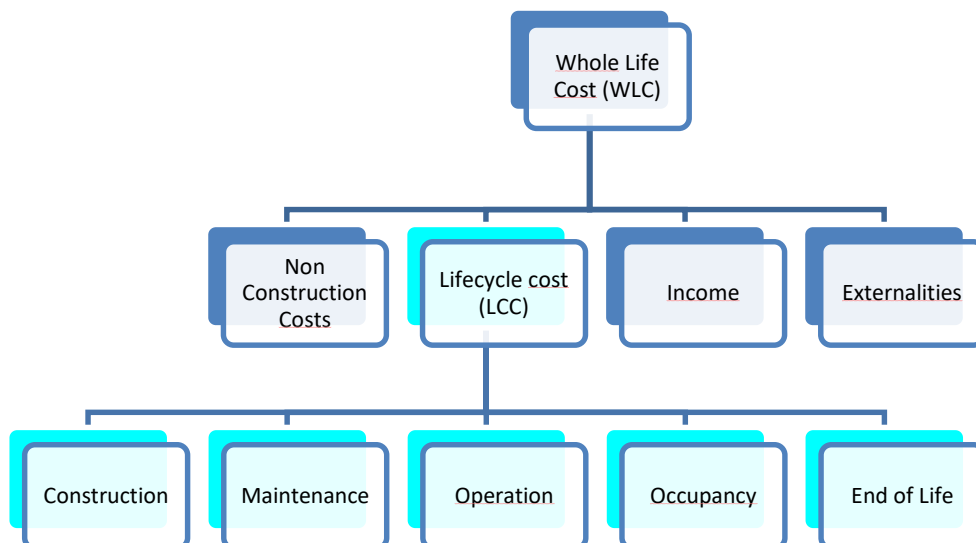 Whole Life
Cost (WLC)
Non
Construction
Costs
Lifecycle cost
(LCC)
Income
Externalities
Construction
Maintenance
Operation
Occupancy
End of Life